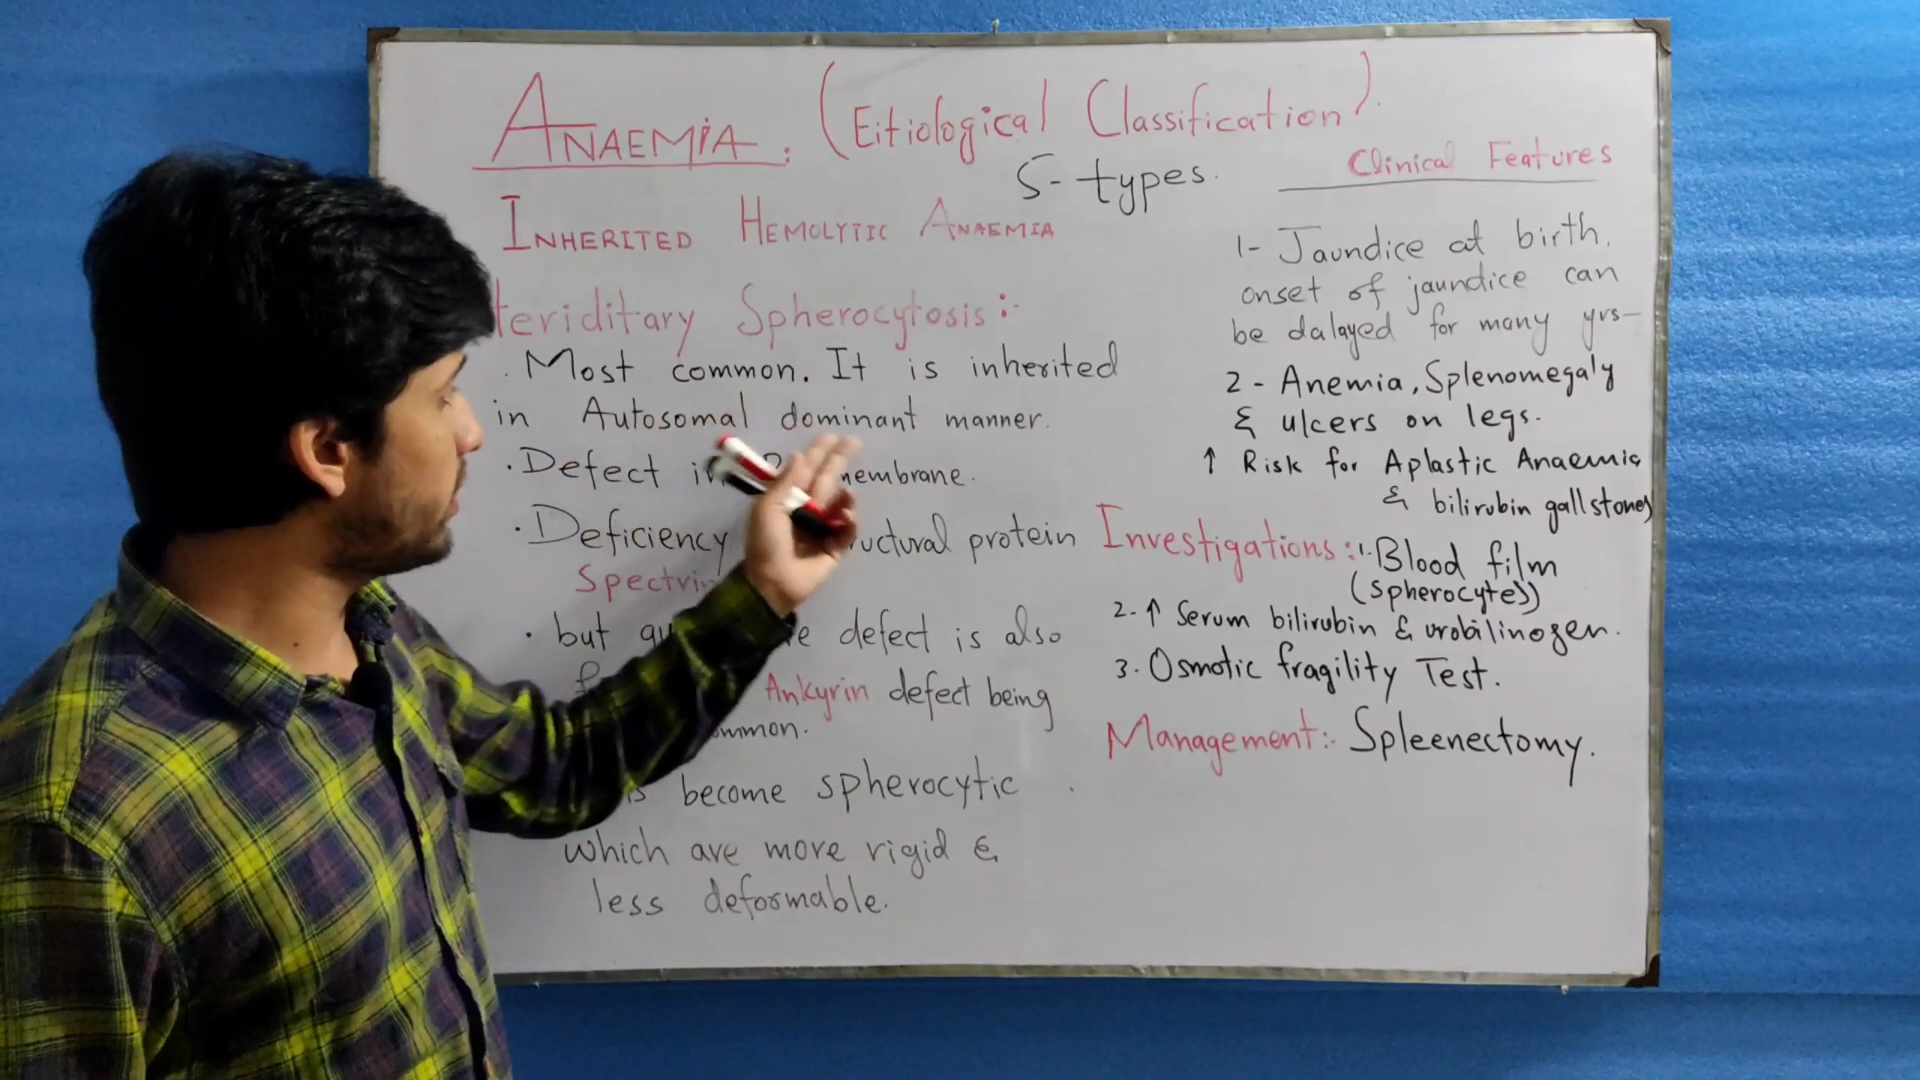 ANAEMIA. (Eitiological Classification)
5-types.
INHERITED HEMOLYTIC ANAEMIA
teriditary Spherocytosis:-
. Most common. It is inherited
in Autosomal dominant manner.
. Defect in membrane.
. Deficiency structural protein
Spectrin
. but defect is also
Ankyrin defect being
common.
become spherocytic
which are more rigid &
less deformable.
Clinical Features
1- Jaundice at birth.
onset of jaundice can
be dalayed for many yrs-
2- Anemia, Splenomegaly
& ulcers on legs.
↑ Risk for Aplastic Anaemia
& bilirubin gallstones
Investigations:- 1. Blood film
(spherocytes)
2- ↑ Serum bilirubin & urobilinogen.
3. Osmotic fragility Test.
Management:- Spleenectomy.